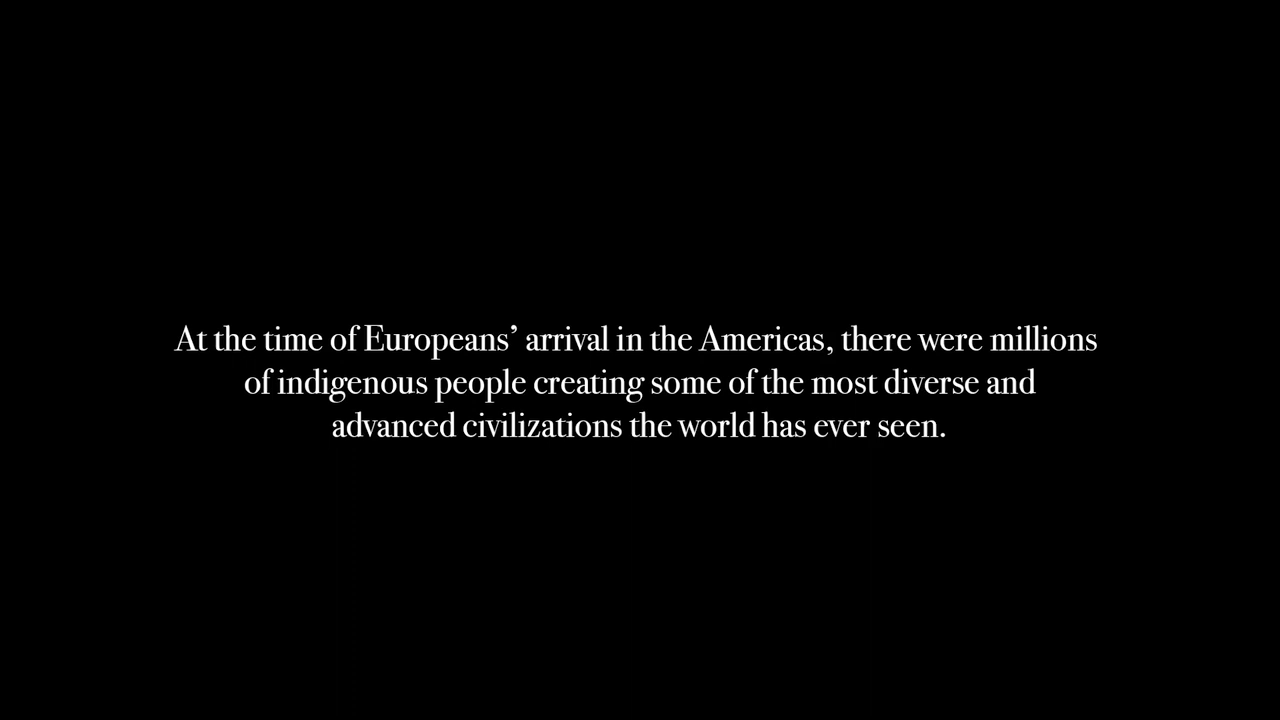 At the time of Europeans’ arrival in the Americas, there were millions
of indigenous people creating some of the most diverse and
advanced civilizations the world has ever seen.